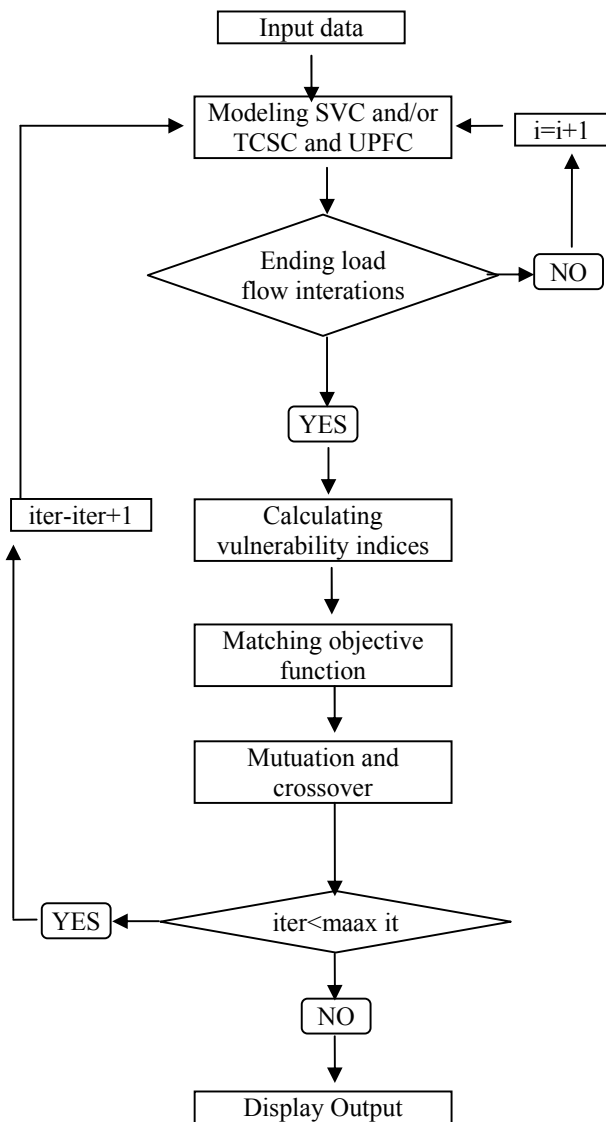 Input data
Modeling SVC and/or
TCSC and UPFC
i=i+1
Ending load
flow interations
NO
YES
iter-iter+1
Calculating
vulnerability indices
Matching objective
function
Mutuation and
crossover
YES
iter<maax it
NO
Display Output